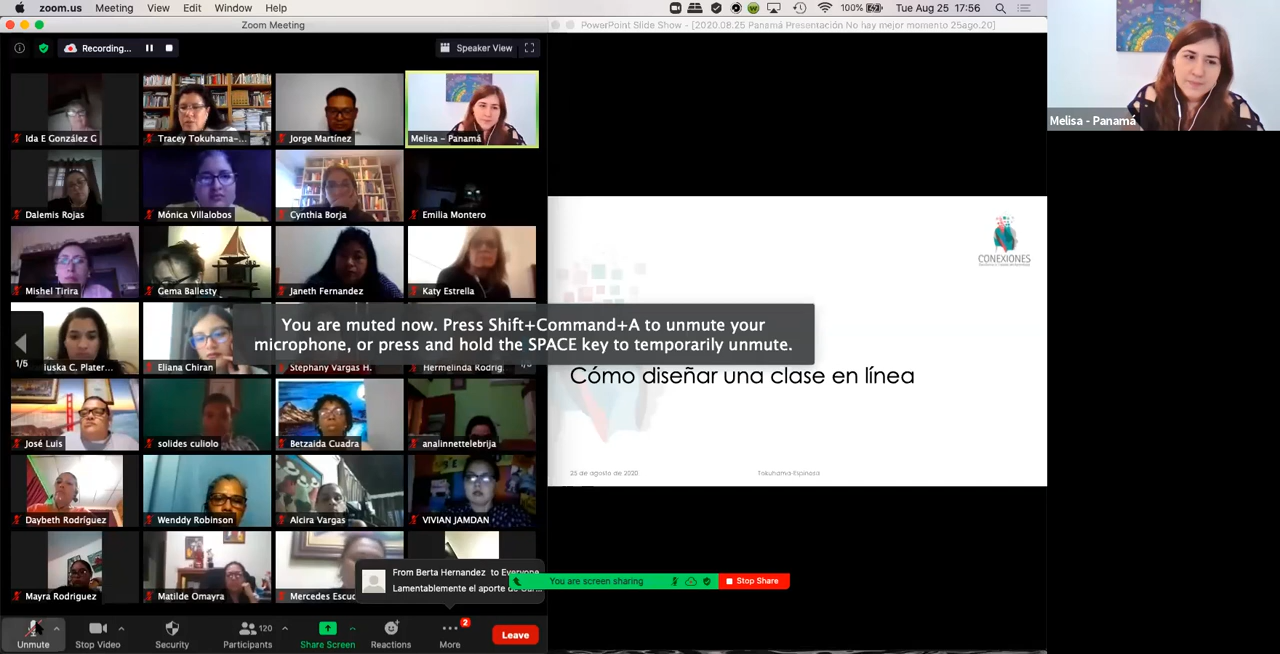 zoom.us Meeting View Edit Window Help
100% Tue Aug 25 17:56
Zoom Meeting
PowerPoint Slide Show - [2020.08.25 Panamá Presentación No hay mejor momento 25ago.20]
Recording...
Speaker View
Ida E González G
Tracey Tokuhama-...
Jorge Martínez
Melisa - Panamá
Melisa - Panamá
Dalemis Rojas
Mónica Villalobos
Cynthia Borja
Emilia Montero
CONEXIONES
Mishel Tirira
Gema Ballesty
Janeth Fernandez
Katy Estrella
You are muted now. Press Shift+Command+A to unmute your
microphone, or press and hold the SPACE key to temporarily unmute.
1/5
iuska C. Plater...
Eliana Chiran
Stephany Vargas H.
Hermelinda Rodrig...
Cómo diseñar una clase en línea
José Luis
solides culiolo
Betzaida Cuadra
analinnettelebrija
25 de agosto de 2020
Tokuhama-Espinosa
Daybeth Rodríguez
Wenddy Robinson
Alcira Vargas
VIVIAN JAMDAN
From Berta Hernandez to Everyone
Lamentablemente el aporte de
You are screen sharing
Stop Share
Mayra Rodriguez
Matilde Omayra
Mercedes Escu
Unmute
Stop Video
Security
Participants
120
Share Screen
Reactions
More
2
Leave